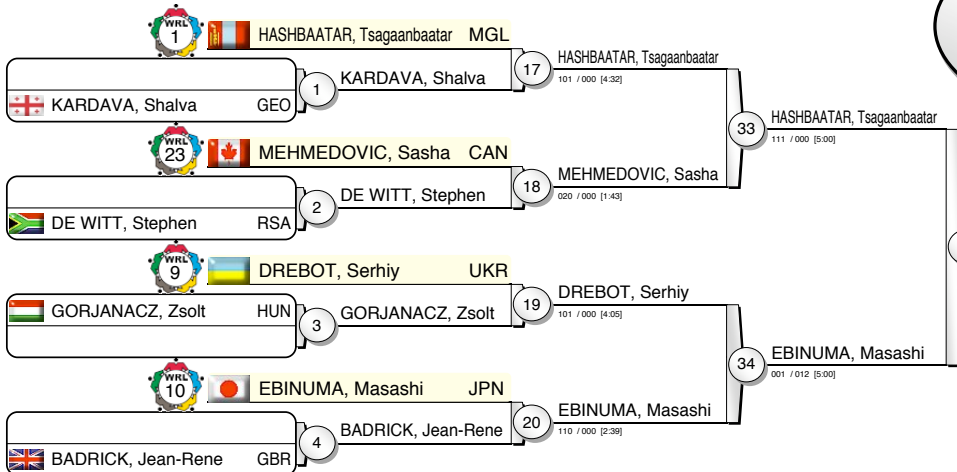 WRL
1
HASHBAATAR, Tsagaanbaatar MGL
KARDAVA, Shalva GEO
1
KARDAVA, Shalva
17
HASHBAATAR, Tsagaanbaatar
101 / 000 [4:32]
WRL
23
MEHMEDOVIC, Sasha CAN
DE WITT, Stephen RSA
2
DE WITT, Stephen
18
MEHMEDOVIC, Sasha
020 / 000 [1:43]
33
HASHBAATAR, Tsagaanbaatar
111 / 000 [5:00]
WRL
9
DREBOT, Serhiy UKR
GORJANACZ, Zsolt HUN
3
GORJANACZ, Zsolt
19
DREBOT, Serhiy
101 / 000 [4:05]
WRL
10
EBINUMA, Masashi JPN
BADRICK, Jean-Rene GBR
4
BADRICK, Jean-Rene
20
EBINUMA, Masashi
110 / 000 [2:39]
34
EBINUMA, Masashi
001 / 012 [5:00]